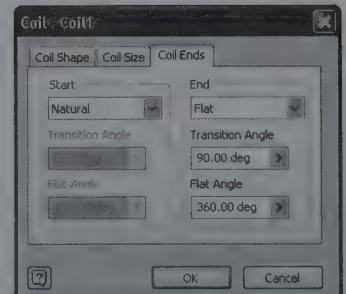 Coil : Coil1
Coil Shape Coil Size Coil Ends
Start End
Natural Flat
Transition Angle Transition Angle
90.00 deg
Flat Angle Flat Angle
360.00 deg
? OK Cancel